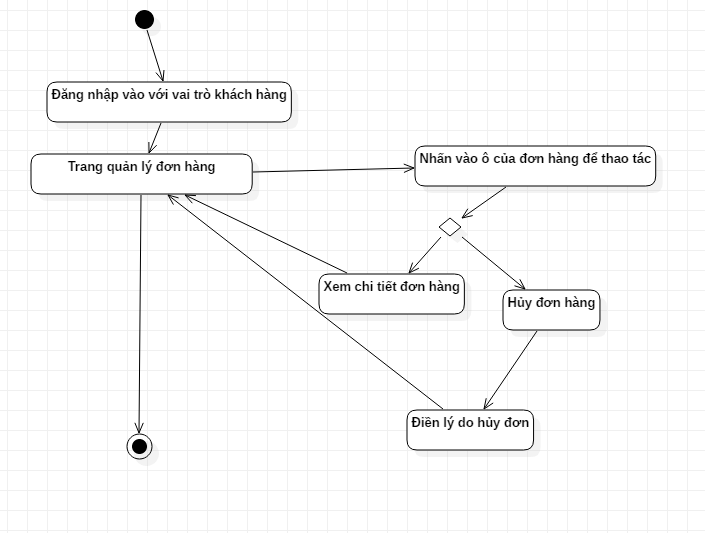 Đăng nhập vào với vai trò khách hàng
Trang quản lý đơn hàng
Nhấn vào ô của đơn hàng để thao tác
Xem chi tiết đơn hàng
Hủy đơn hàng
Điền lý do hủy đơn